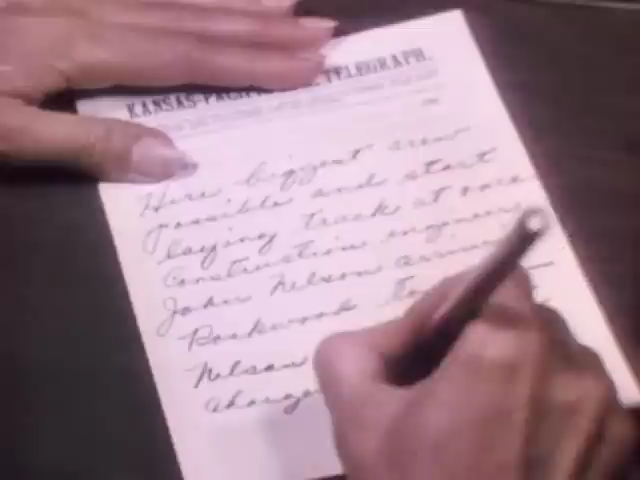 KANSAS-PACIFIC TELEGRAPH.
Hire biggest crew
possible and start
laying track at once
Construction engineer
John Nelson arriving
Rockwood
Nelson
charge